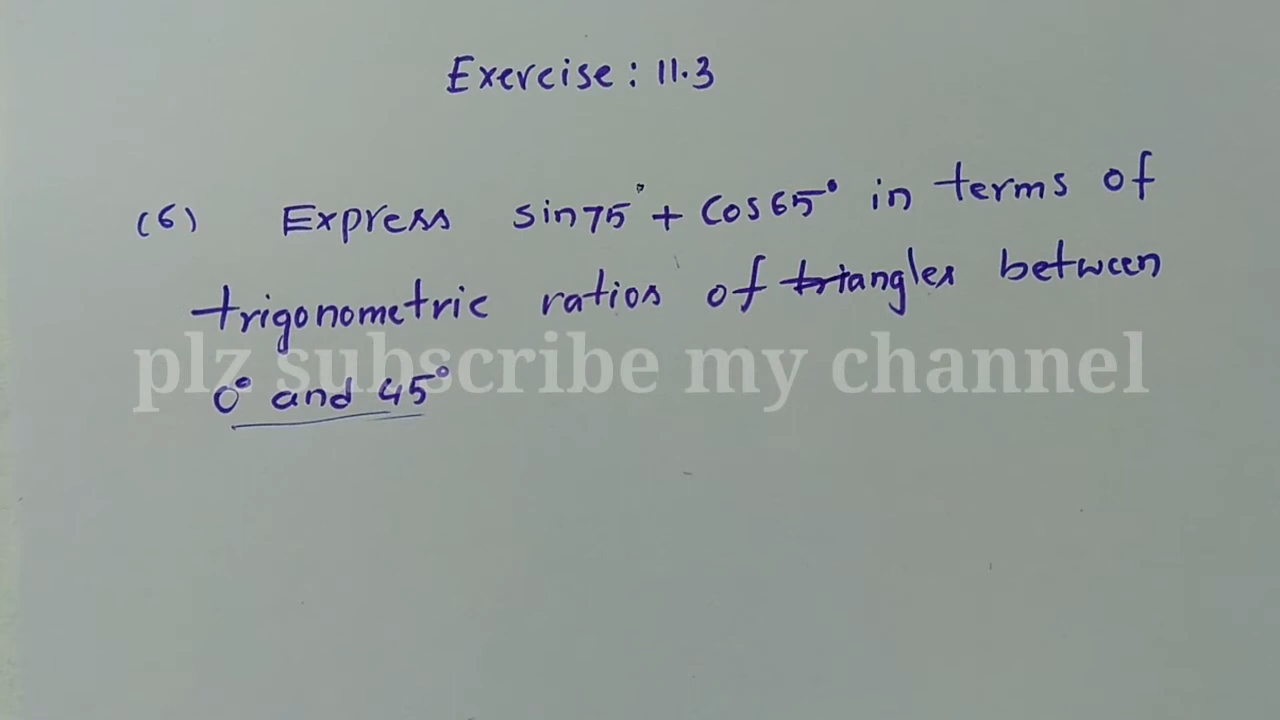 Exercise: 11.3
(6) Express sin75° + cos65° in terms of
trigonometric ratios of angles between
plz subscribe my channel
0° and 45°